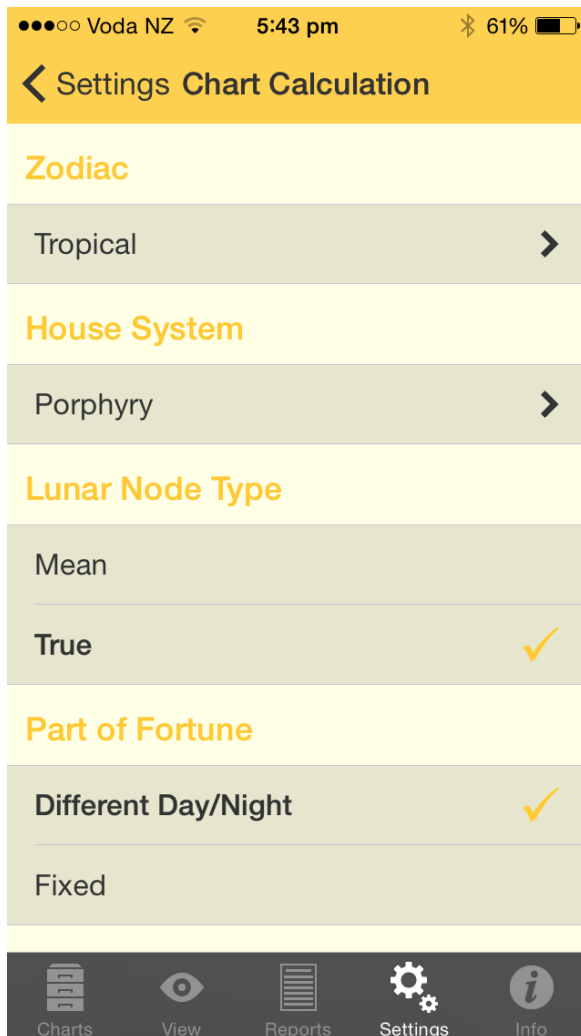 Voda NZ 5:43 pm 61%
Settings Chart Calculation
Zodiac
Tropical
House System
Porphyry
Lunar Node Type
Mean
True
Part of Fortune
Different Day/Night
Fixed
Charts View Reports Settings Info